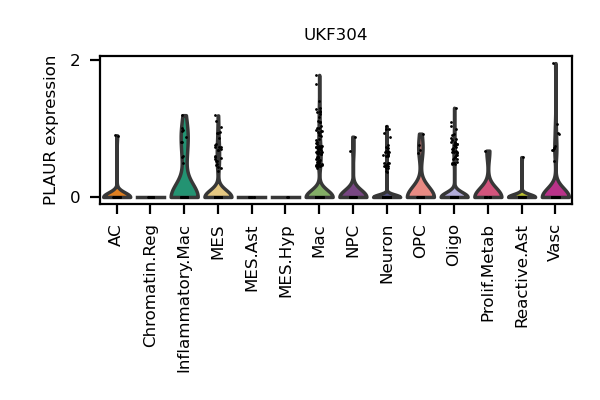 UKF304
PLAUR expression
2
0
AC
Chromatin.Reg
Inflammatory.Mac
MES
MES.Ast
MES.Hyp
Mac
NPC
Neuron
OPC
Oligo
Prolif.Metab
Reactive.Ast
Vasc